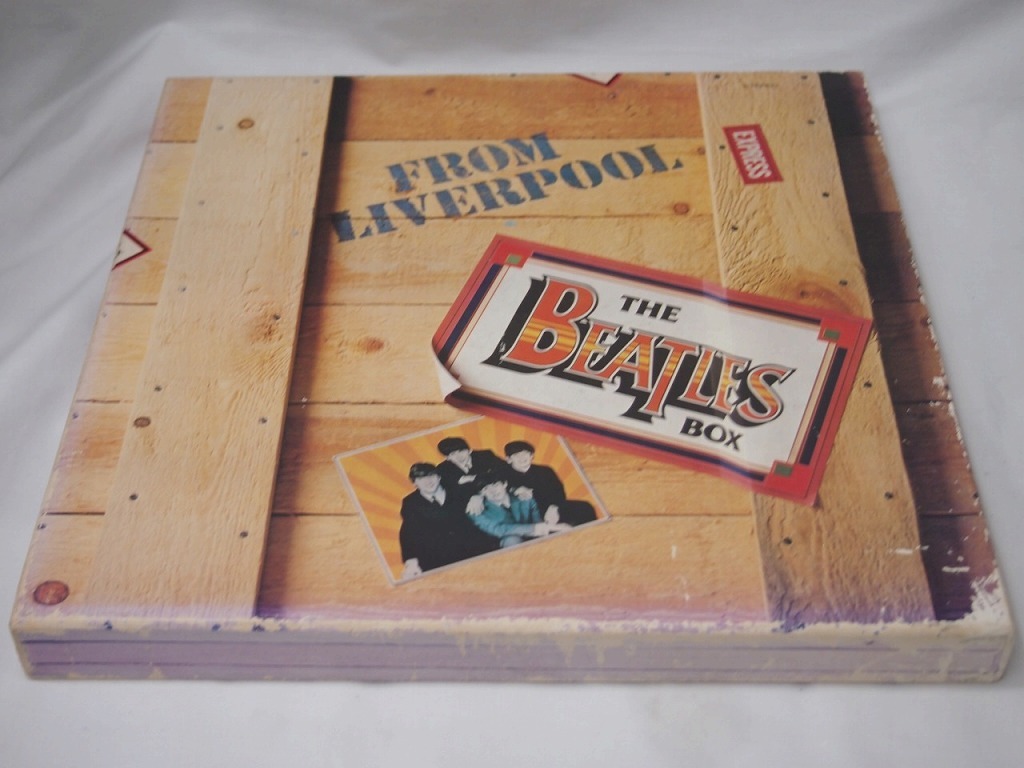 FROM
LIVERPOOL
EXPRESS
THE
BEATLES
BOX